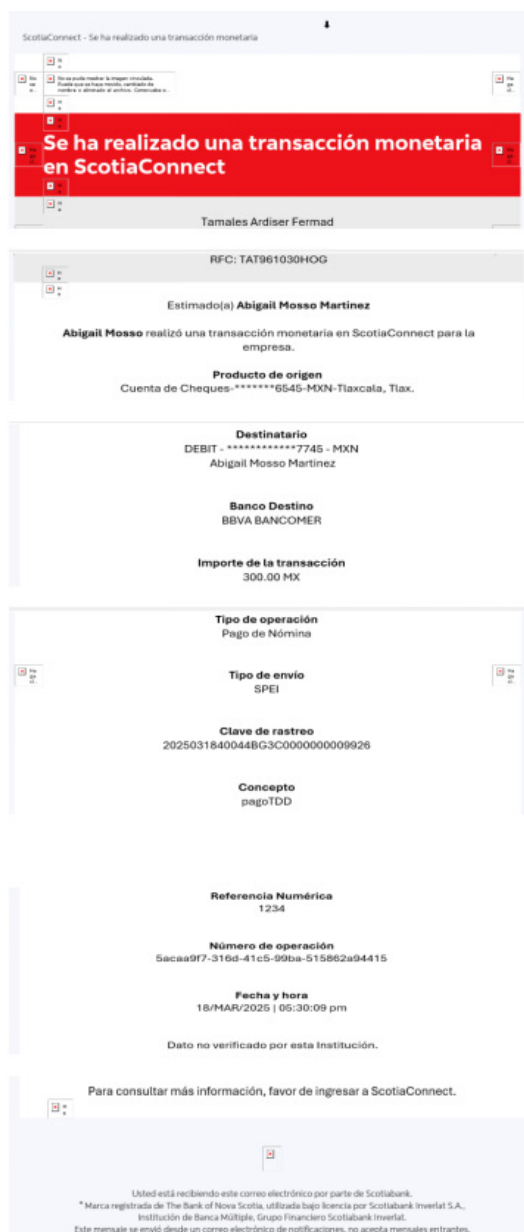 ScotiaConnect - Se ha realizado una transacción monetaria
Se ha realizado una transacción monetaria
en ScotiaConnect
Tamales Ardiser Fermad
RFC: TAT961030HOG
Estimado(a) Abigail Mosso Martinez
Abigail Mosso realizó una transacción monetaria en ScotiaConnect para la
empresa.
Producto de origen
Cuenta de Cheques-*******6545-MXN-Tlaxcala, Tlax.
Destinatario
DEBIT - ************7745 - MXN
Abigail Mosso Martinez
Banco Destino
BBVA BANCOMER
Importe de la transacción
300.00 MX
Tipo de operación
Pago de Nómina
Tipo de envío
SPEI
Clave de rastreo
2025031840044BG3C0000000009926
Concepto
pagoTDD
Referencia Numérica
1234
Número de operación
5acaa9f7-316d-41c5-99ba-515862a94415
Fecha y hora
18/MAR/2025 | 05:30:09 pm
Dato no verificado por esta Institución.
Para consultar más información, favor de ingresar a ScotiaConnect.
Usted está recibiendo este correo electrónico por parte de Scotiabank.
* Marca registrada de The Bank of Nova Scotia, utilizada bajo licencia por Scotiabank Inverlat S.A.,
Institución de Banca Múltiple, Grupo Financiero Scotiabank Inverlat.
Este mensaje se envió desde un correo electrónico de notificaciones, no acepta mensajes entrantes.